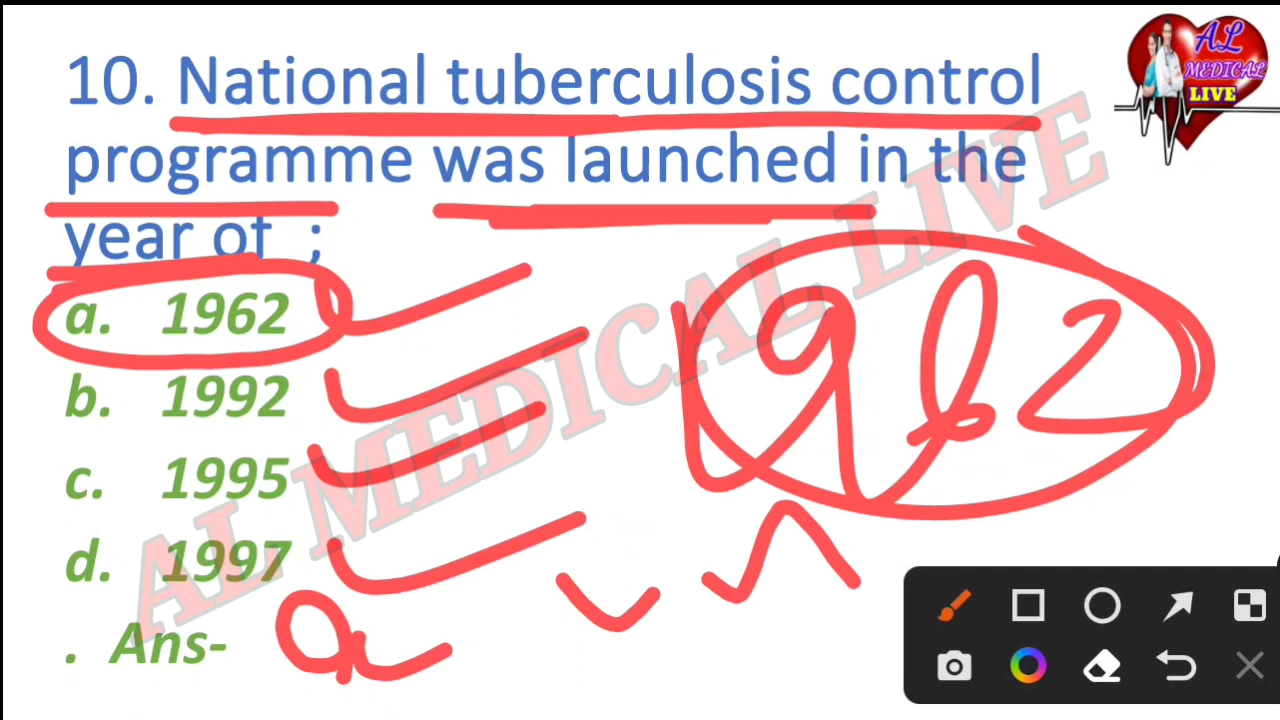 10. National tuberculosis control
programme was launched in the
year of ;
a. 1962
b. 1992
c. 1995
d. 1997
. Ans- a
1962
AL MEDICAL LIVE
AL
MEDICAL
LIVE